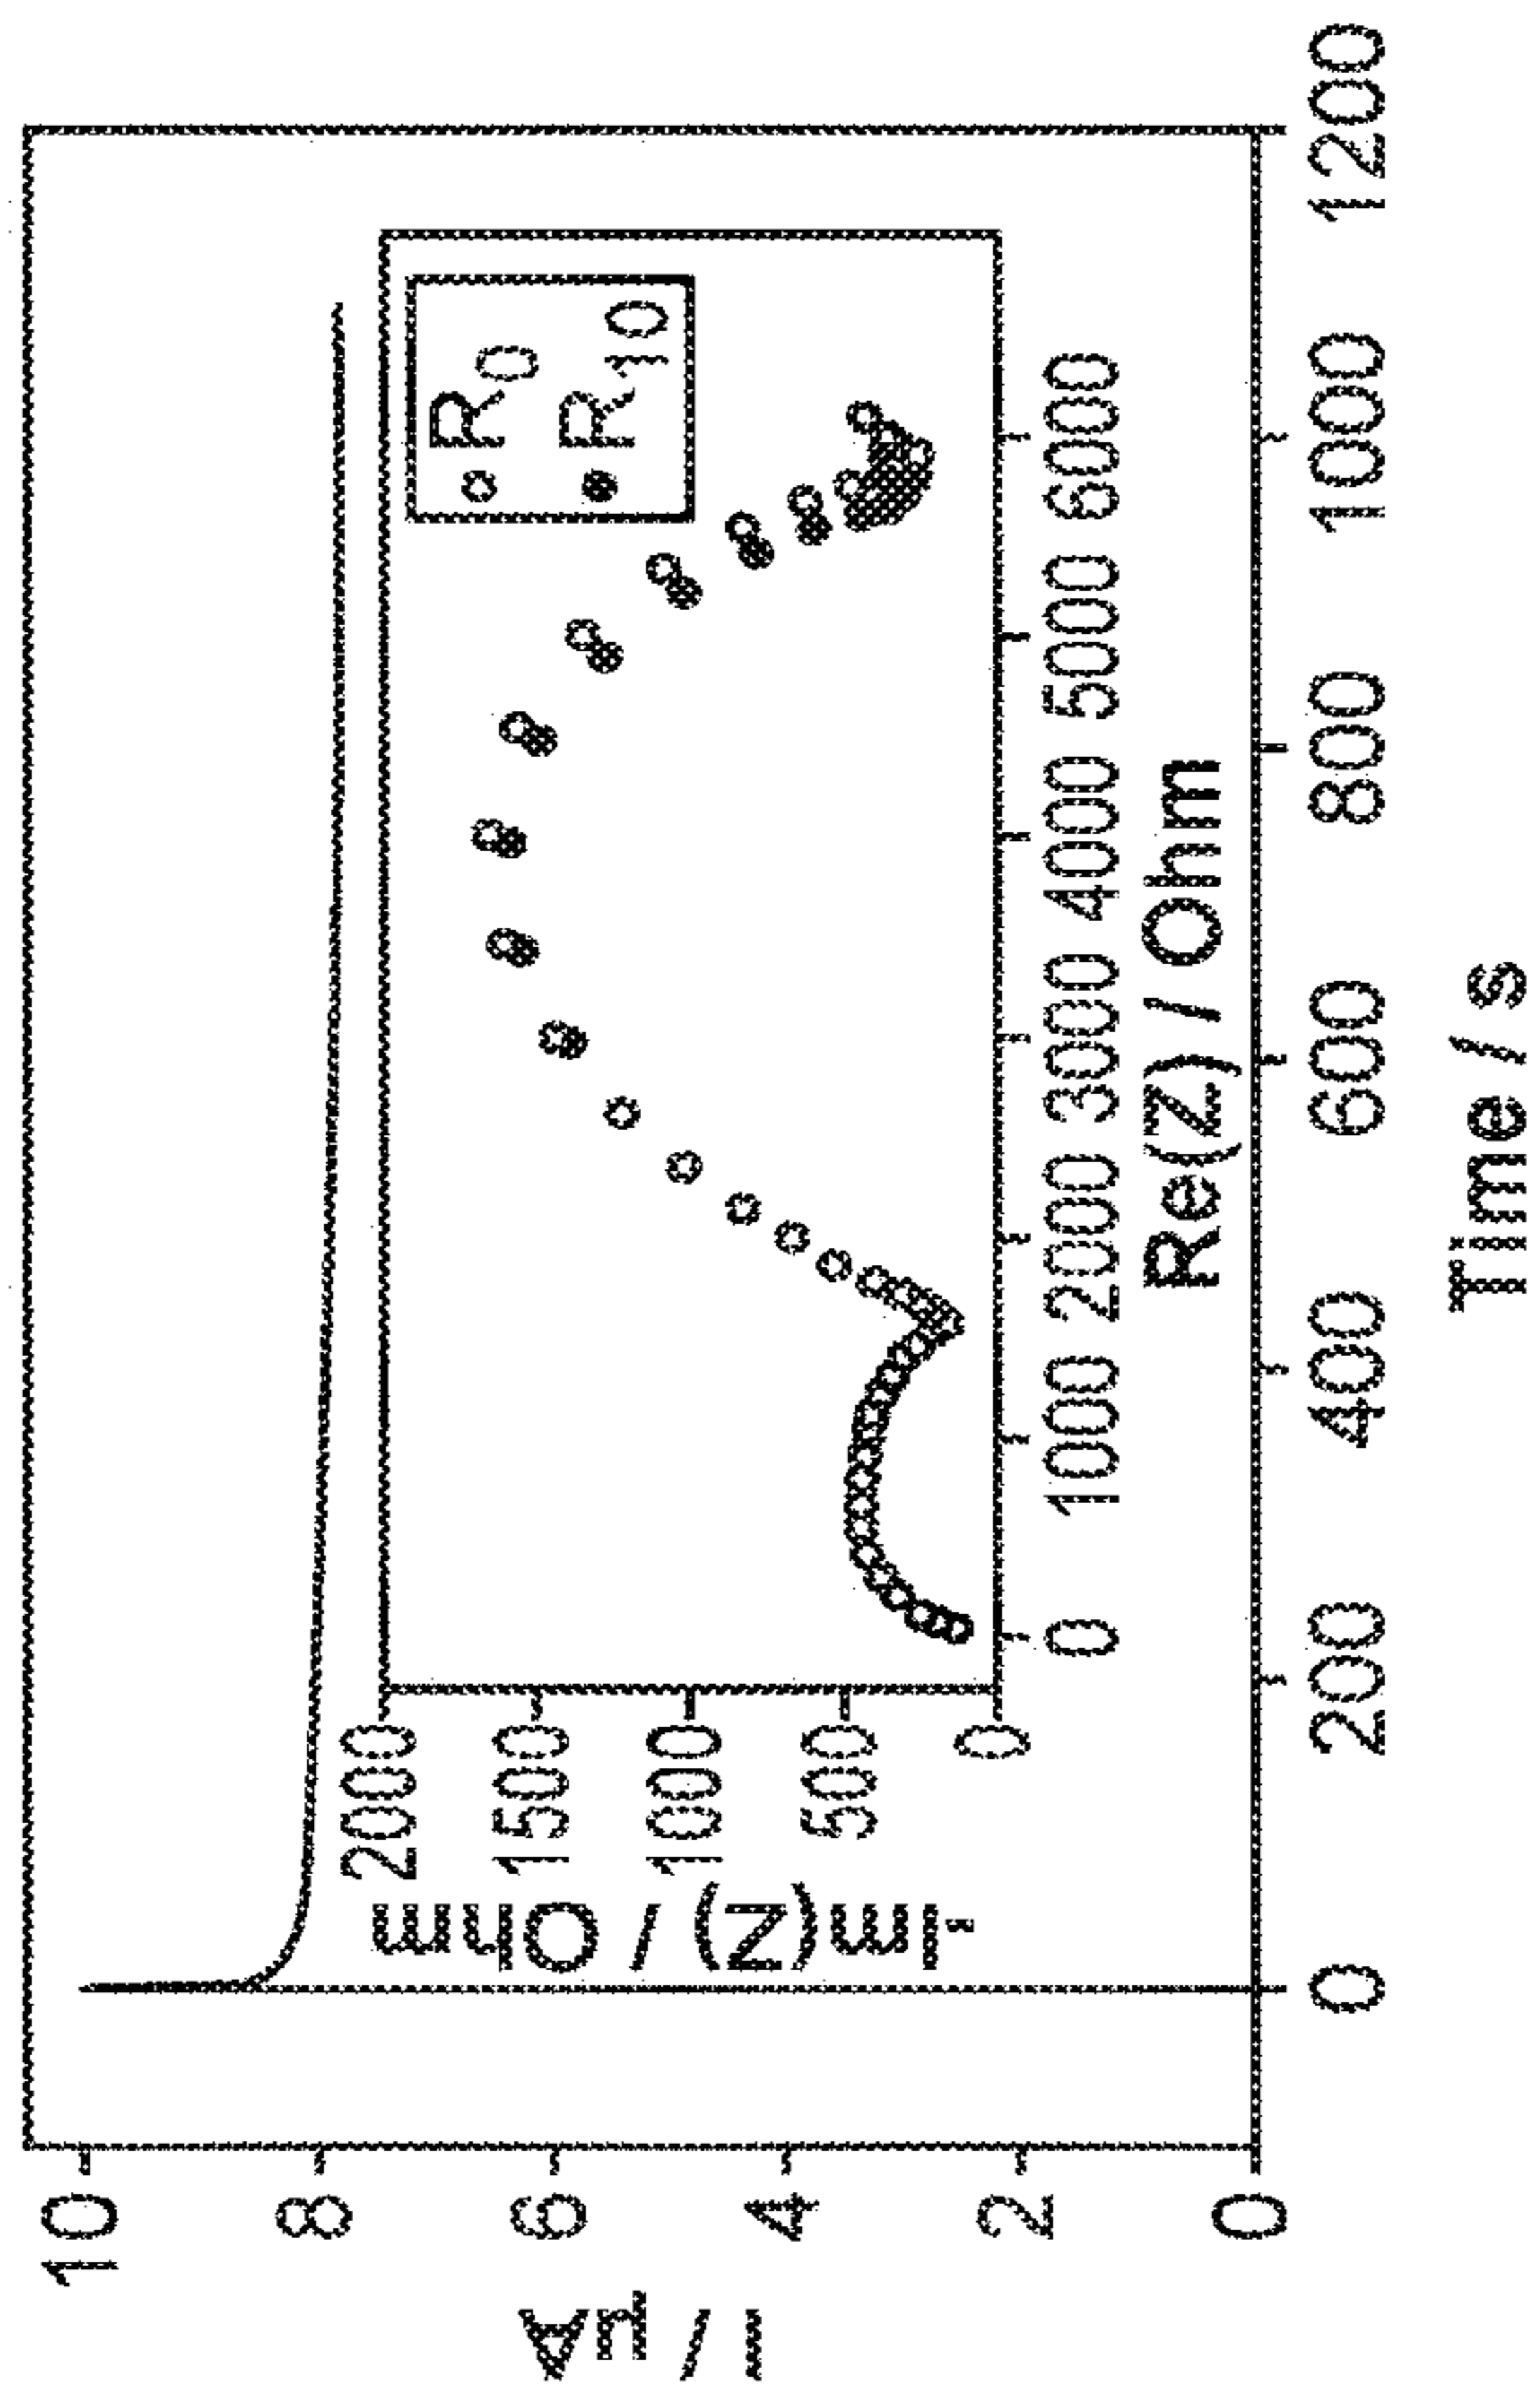 I / µA
10
8
6
4
2
0
-Im(Z) / Ohm
2000
1500
1000
500
0
R₀
R₁₀
0 1000 2000 3000 4000 5000 6000
Re(Z) / Ohm
0 200 400 600 800 1000 1200
Time / s